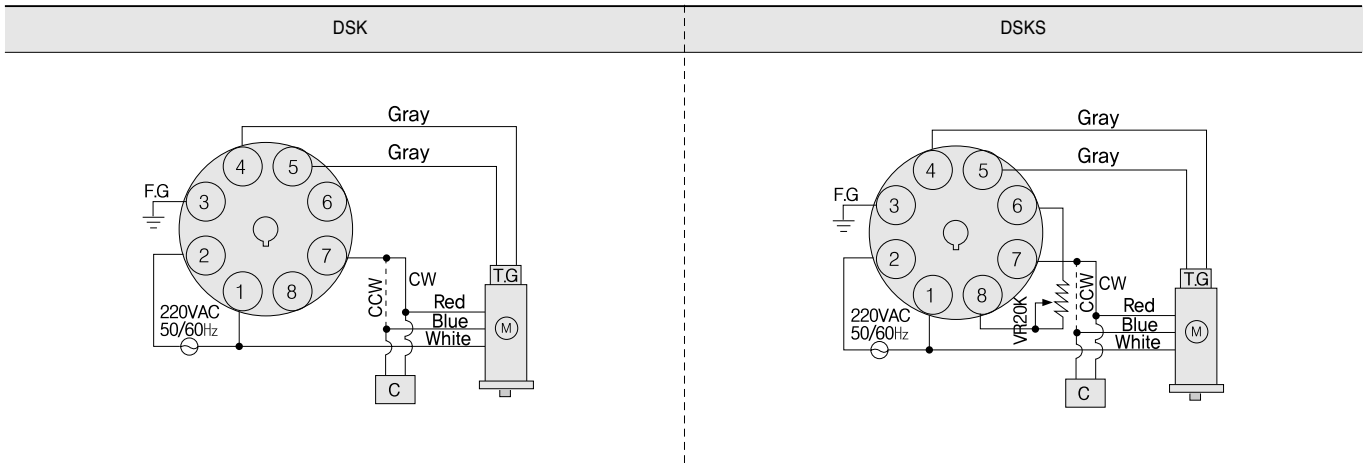 DSK
DSKS
Gray
Gray
4
5
F.G
3
6
2
7
1
8
T.G
CCW
CW
Red
Blue
White
M
220VAC
50/60Hz
C
Gray
Gray
4
5
F.G
3
6
2
7
1
8
T.G
VR20K
CCW
CW
Red
Blue
White
M
220VAC
50/60Hz
C